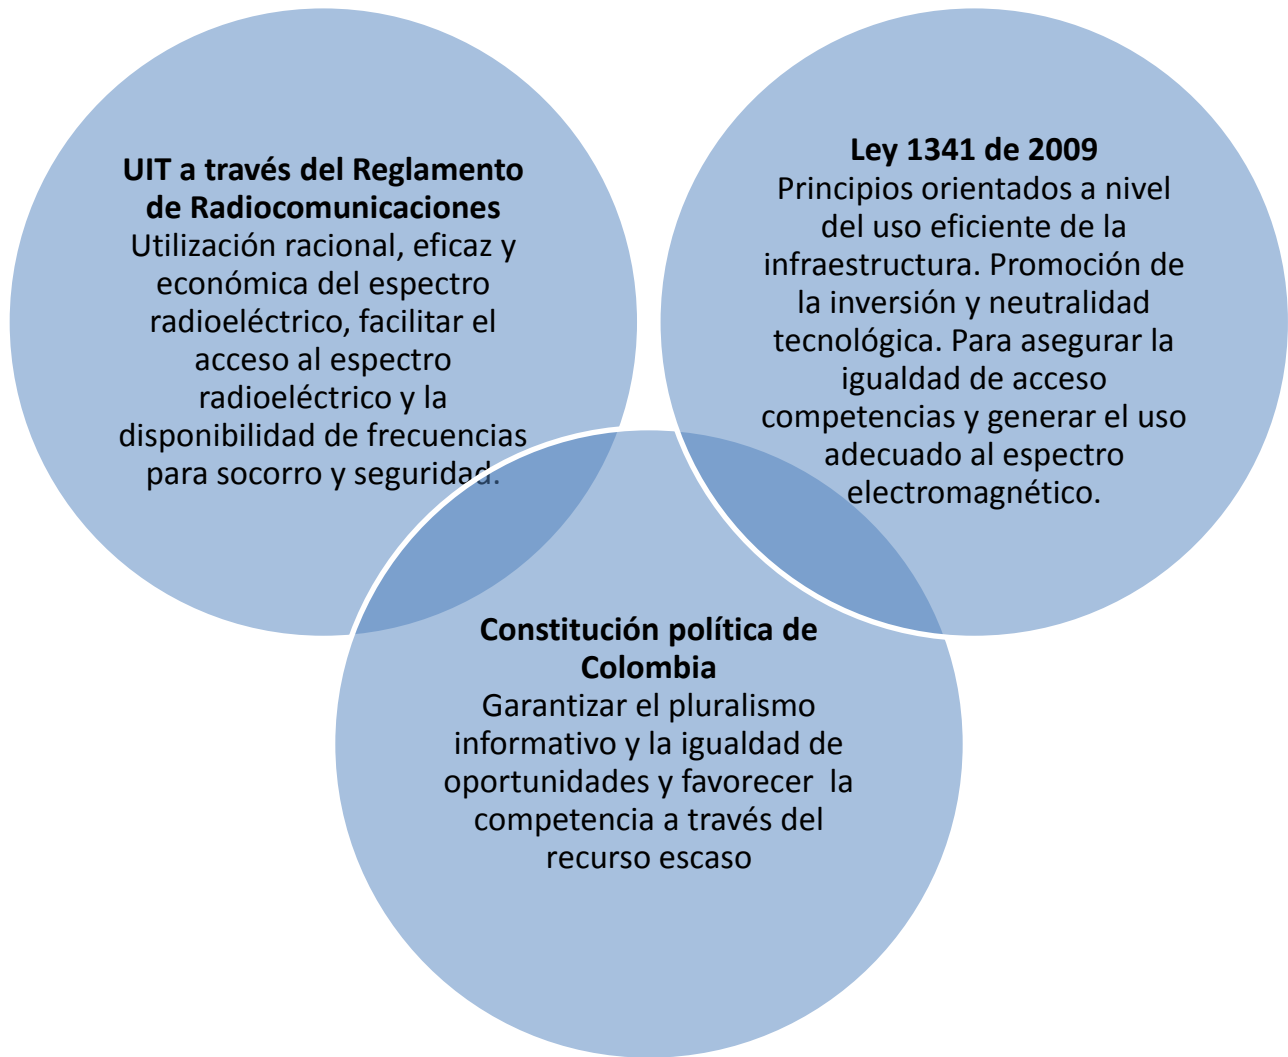 UIT a través del Reglamento
de Radiocomunicaciones
Utilización racional, eficaz y
económica del espectro
radioeléctrico, facilitar el
acceso al espectro
radioeléctrico y la
disponibilidad de frecuencias
para socorro y seguridad.
Ley 1341 de 2009
Principios orientados a nivel
del uso eficiente de la
infraestructura. Promoción de
la inversión y neutralidad
tecnológica. Para asegurar la
igualdad de acceso
competencias y generar el uso
adecuado al espectro
electromagnético.
Constitución política de
Colombia
Garantizar el pluralismo
informativo y la igualdad de
oportunidades y favorecer  la
competencia a través del
recurso escaso